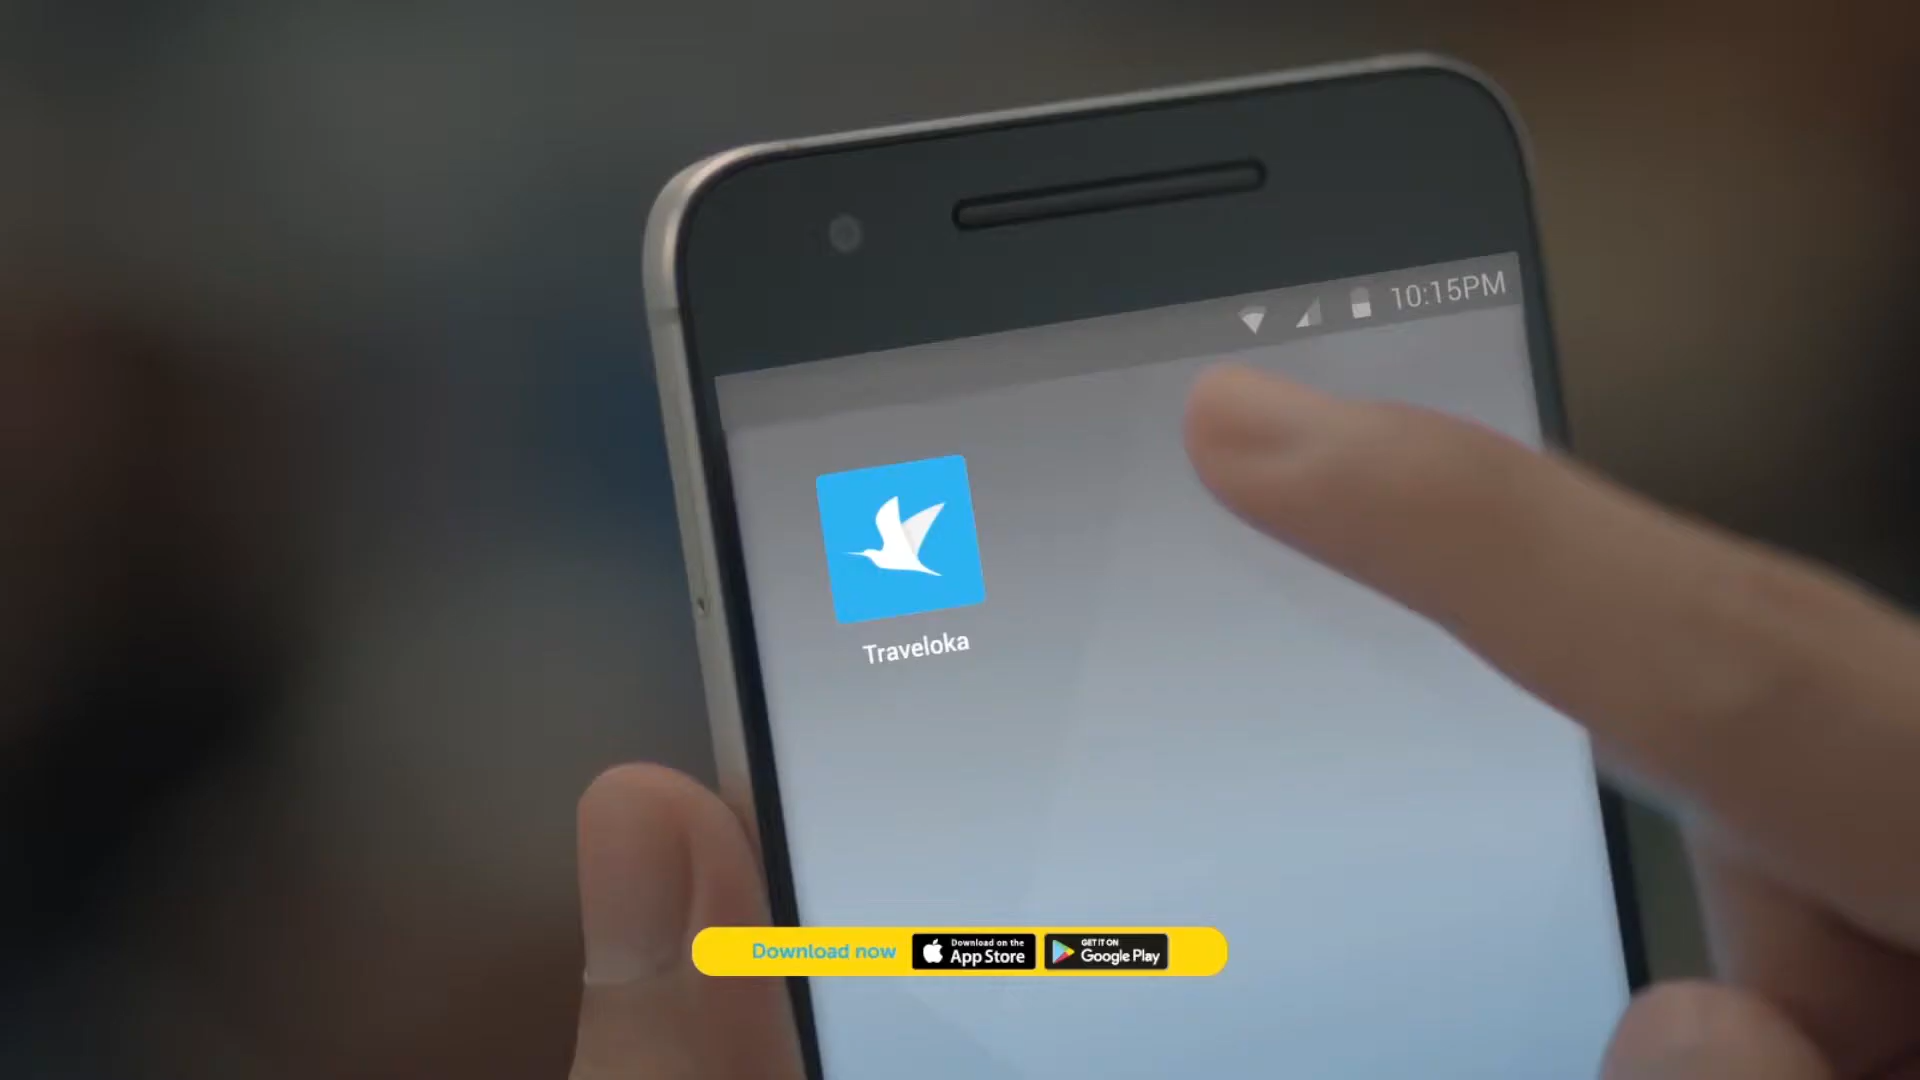 10:15PM
Traveloka
Download now
Download on the
App Store
GET IT ON
Google Play